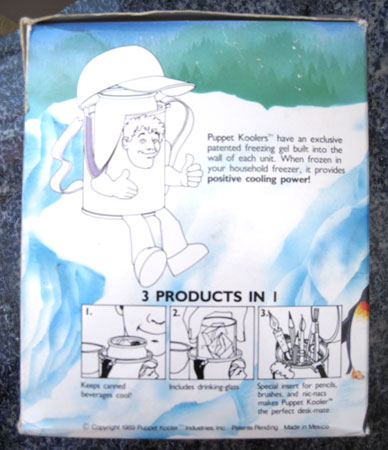 Puppet Koolers™ have an exclusive
patented freezing gel built into the
wall of each unit. When frozen in
your household freezer, it provides
positive cooling power!
3 PRODUCTS IN 1
1.
2.
3.
Keeps canned
beverages cool!
Includes drinking-glass
Special insert for pencils,
brushes, and nic-nacs
makes Puppet Kooler™
the perfect desk-mate.
© Copyright 1989 Puppet Kooler™ Industries, Inc. Patents Pending Made in Mexico